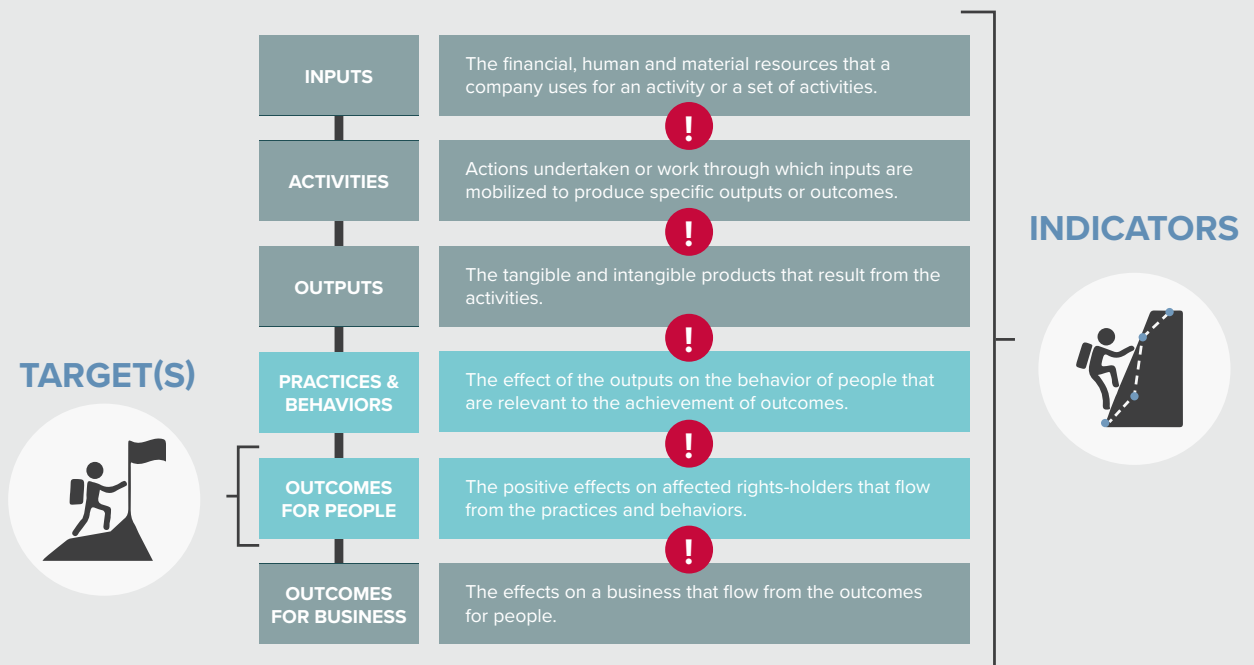 INPUTS
The financial, human and material resources that a
company uses for an activity or a set of activities.
!
ACTIVITIES
Actions undertaken or work through which inputs are
mobilized to produce specific outputs or outcomes.
!
OUTPUTS
The tangible and intangible products that result from the
activities.
!
PRACTICES &
BEHAVIORS
The effect of the outputs on the behavior of people that
are relevant to the achievement of outcomes.
!
OUTCOMES
FOR PEOPLE
The positive effects on affected rights-holders that flow
from the practices and behaviors.
!
OUTCOMES
FOR BUSINESS
The effects on a business that flow from the outcomes
for people.
TARGET(S)
INDICATORS